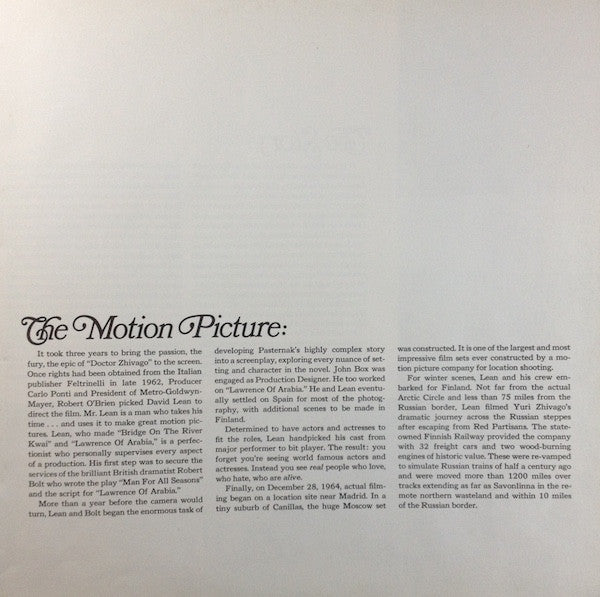 The Motion Picture:
It took three years to bring the passion, the
fury, the epic of "Doctor Zhivago" to the screen.
Once rights had been obtained from the Italian
publisher Feltrinelli in late 1962, Producer
Carlo Ponti and President of Metro-Goldwyn-
Mayer, Robert O'Brien picked David Lean to
direct the film. Mr. Lean is a man who takes his
time . . . and uses it to make great motion pic-
tures. Lean, who made "Bridge On The River
Kwai" and "Lawrence Of Arabia," is a perfec-
tionist who personally supervises every aspect
of a production. His first step was to secure the
services of the brilliant British dramatist Robert
Bolt who wrote the play "Man For All Seasons"
and the script for "Lawrence Of Arabia."
More than a year before the camera would
turn, Lean and Bolt began the enormous task of
developing Pasternak's highly complex story
into a screenplay, exploring every nuance of set-
ting and character in the novel. John Box was
engaged as Production Designer. He too worked
on "Lawrence Of Arabia." He and Lean eventu-
ally settled on Spain for most of the photog-
raphy, with additional scenes to be made in
Finland.
Determined to have actors and actresses to
fit the roles, Lean handpicked his cast from
major performer to bit player. The result: you
forget you're seeing world famous actors and
actresses. Instead you see real people who love,
who hate, who are alive.
Finally, on December 28, 1964, actual film-
ing began on a location site near Madrid. In a
tiny suburb of Canillas, the huge Moscow set
was constructed. It is one of the largest and most
impressive film sets ever constructed by a mo-
tion picture company for location shooting.
For winter scenes, Lean and his crew em-
barked for Finland. Not far from the actual
Arctic Circle and less than 75 miles from the
Russian border, Lean filmed Yuri Zhivago's
dramatic journey across the Russian steppes
after escaping from Red Partisans. The state-
owned Finnish Railway provided the company
with 32 freight cars and two wood-burning
engines of historic value. These were re-vamped
to simulate Russian trains of half a century ago
and were moved more than 1200 miles over
tracks extending as far as Savonlinna in the re-
mote northern wasteland and within 10 miles
of the Russian border.